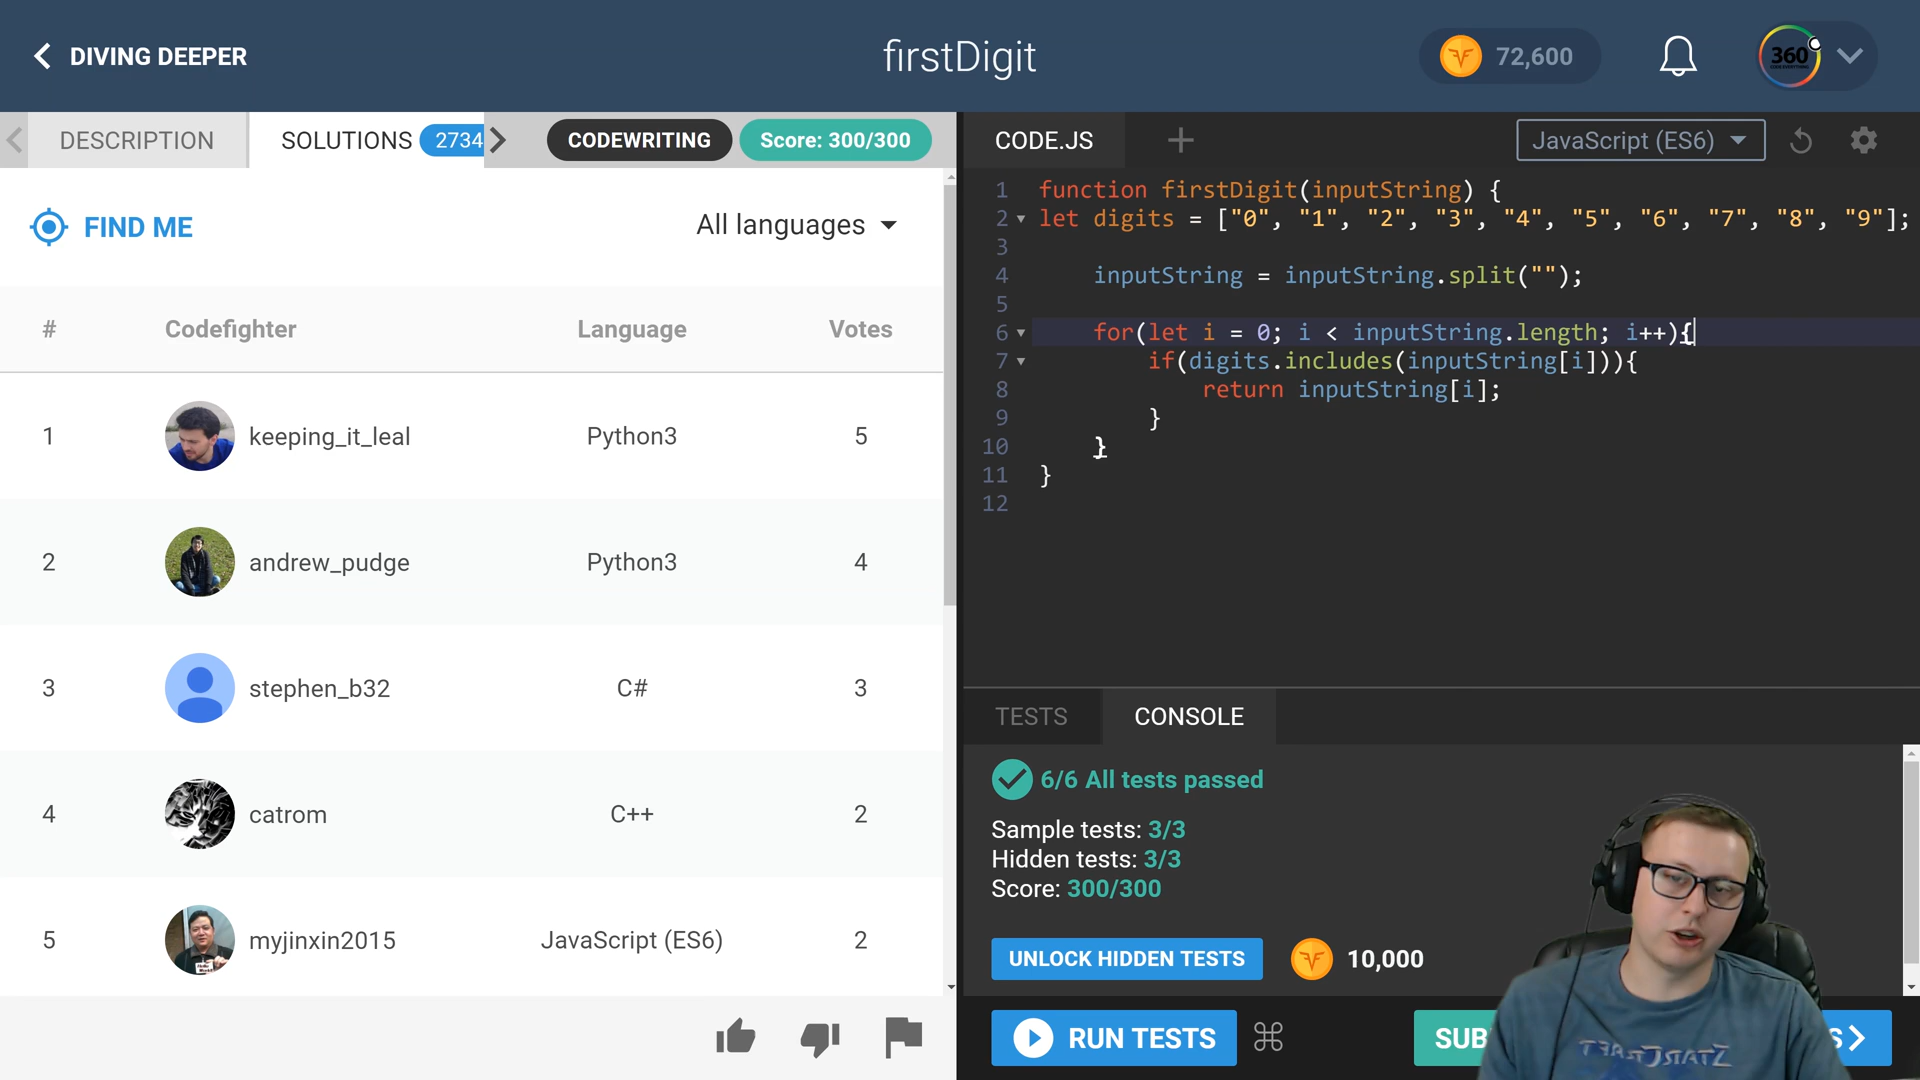 DIVING DEEPER
firstDigit
72,600
360
DESCRIPTION
SOLUTIONS 2734
CODEWRITING
Score: 300/300
CODE.JS
JavaScript (ES6)
FIND ME
All languages
# Codefighter Language Votes
1 keeping_it_leal Python3 5
2 andrew_pudge Python3 4
3 stephen_b32 C# 3
4 catrom C++ 2
5 myjinxin2015 JavaScript (ES6) 2
1 function firstDigit(inputString) {
2 let digits = ["0", "1", "2", "3", "4", "5", "6", "7", "8", "9"];
3
4 inputString = inputString.split("");
5
6 for(let i = 0; i < inputString.length; i++){
7 if(digits.includes(inputString[i])){
8 return inputString[i];
9 }
10 }
11 }
12
TESTS
CONSOLE
6/6 All tests passed
Sample tests: 3/3
Hidden tests: 3/3
Score: 300/300
UNLOCK HIDDEN TESTS
10,000
RUN TESTS
SUB
S
STARCRAFT